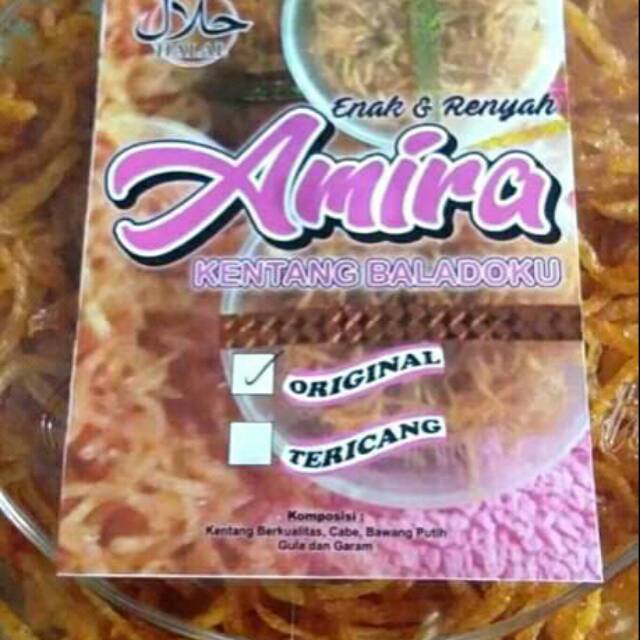 حلال
HALAL
Enak & Renyah
Amira
KENTANG BALADOKU
ORIGINAL
TERICANG
Komposisi :
Kentang Berkualitas, Cabe, Bawang Putih
Gula dan Garam